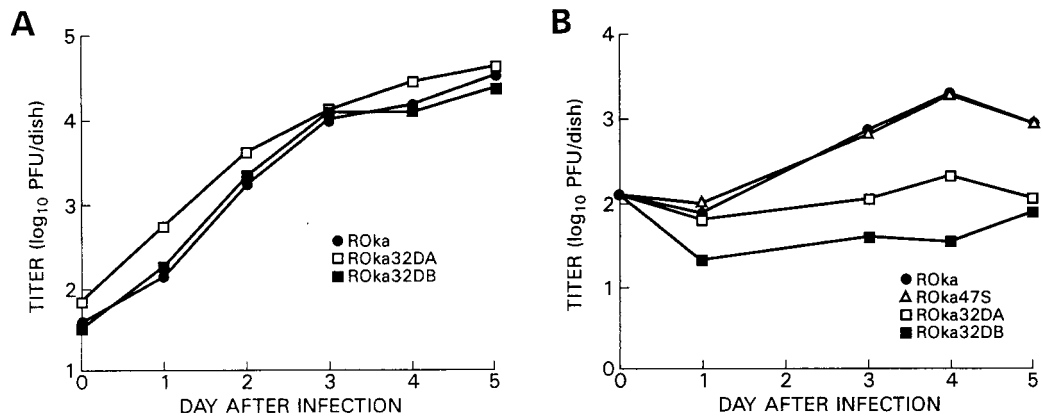 A
TITER (log10 PFU/dish)
5
4
3
2
1
ROka
ROka32DA
ROka32DB
0 1 2 3 4 5
DAY AFTER INFECTION
B
TITER (log10 PFU/dish)
4
3
2
1
0
ROka
ROka47S
ROka32DA
ROka32DB
0 1 2 3 4 5
DAY AFTER INFECTION